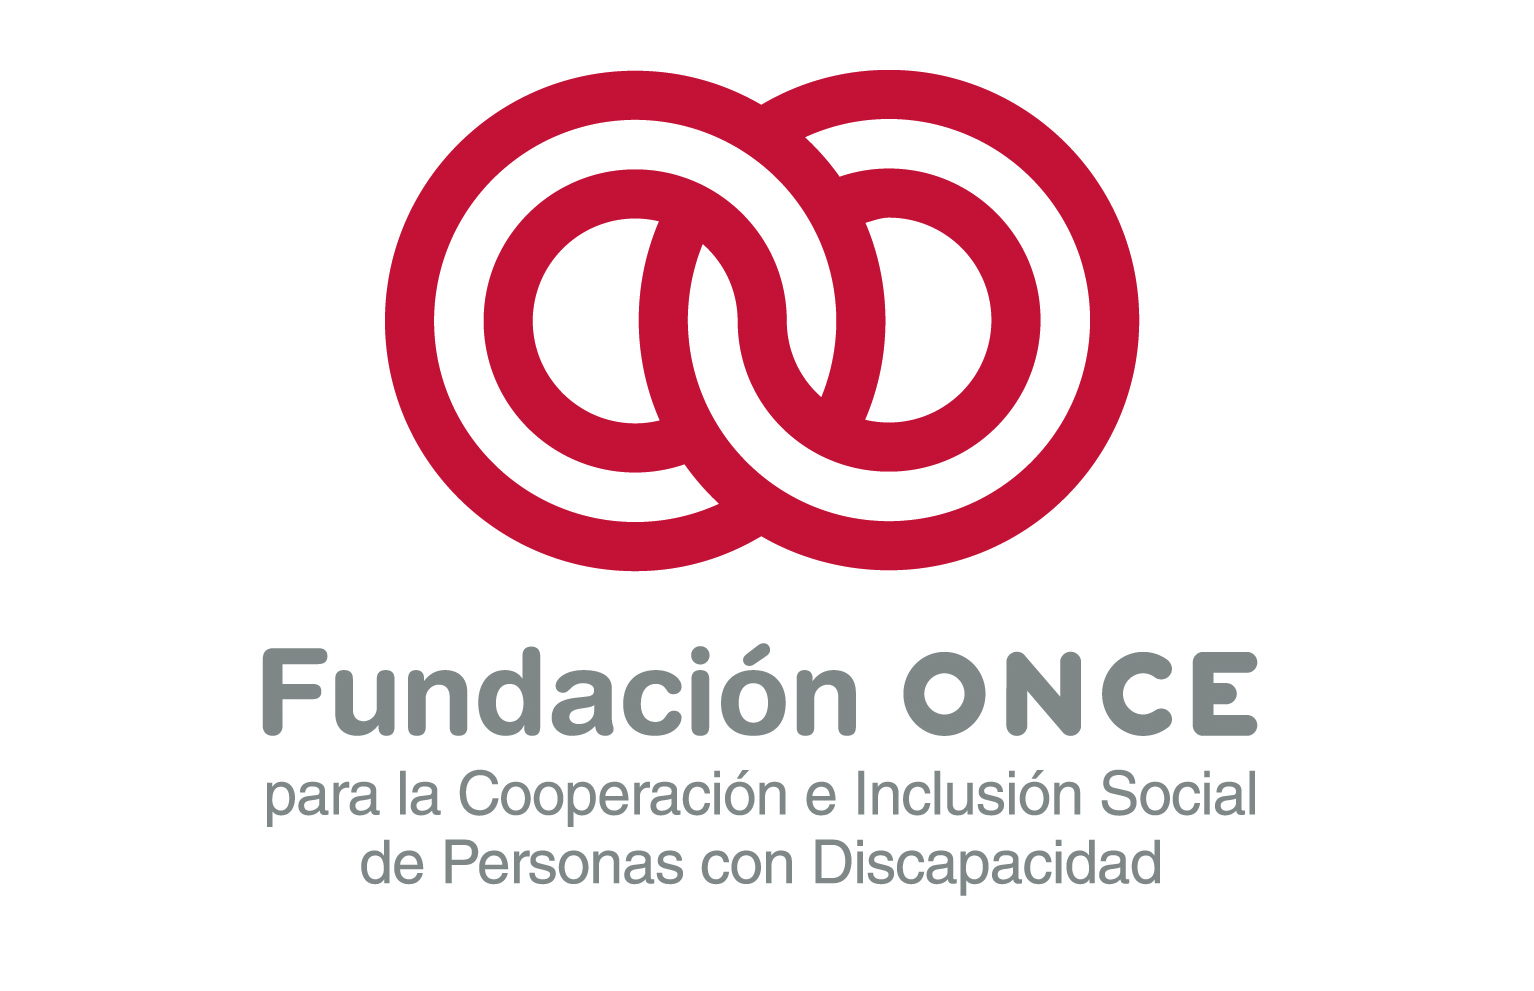 Fundación ONCE
para la Cooperación e Inclusión Social
de Personas con Discapacidad